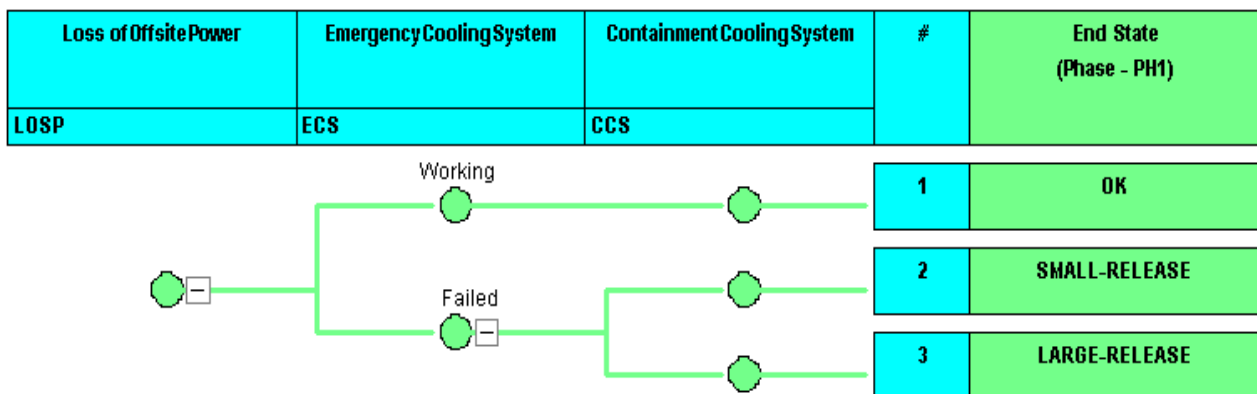 Loss of Offsite Power
Emergency Cooling System
Containment Cooling System
#
End State
(Phase - PH1)
LOSP
ECS
CCS
Working
1
OK
2
SMALL-RELEASE
Failed
3
LARGE-RELEASE